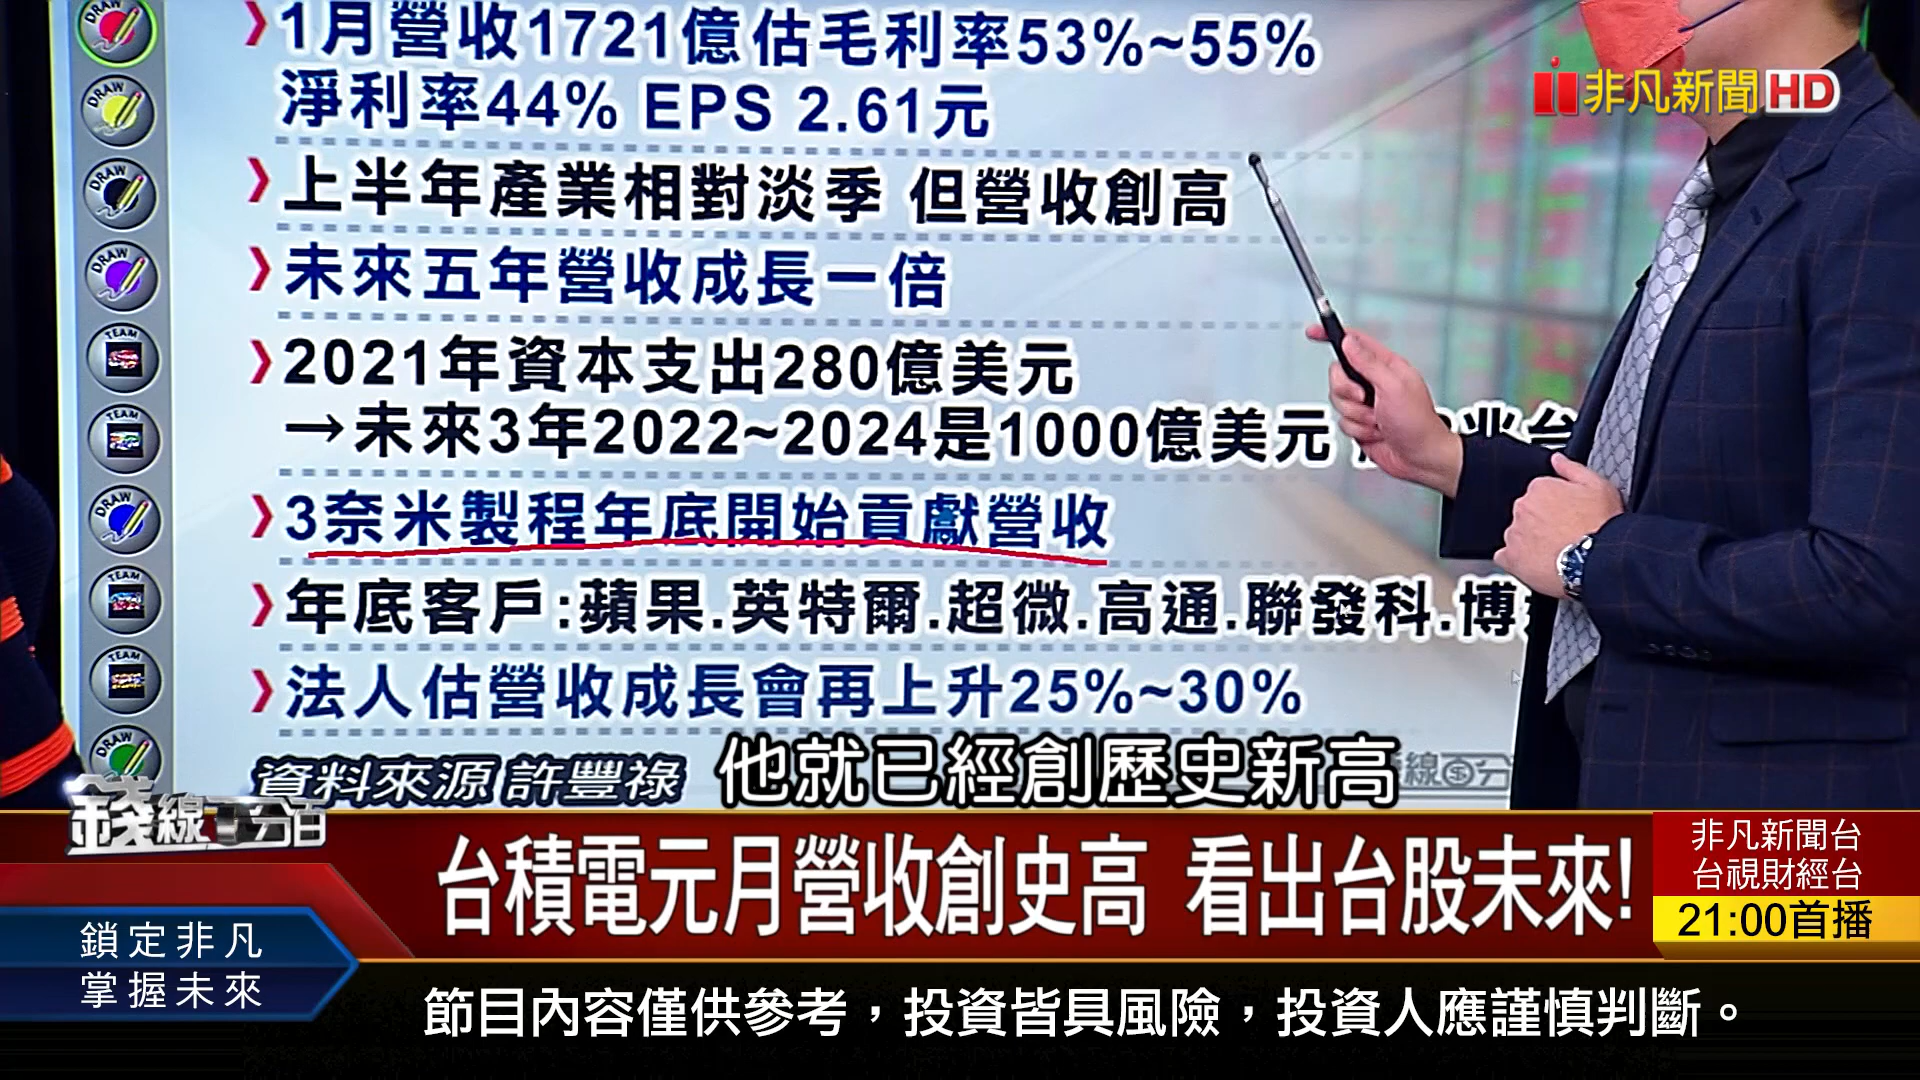 DRAW
DRAW
DRAW
DRAW
TEAM
TEAM
DRAW
TEAM
TEAM
DRAW
1月營收1721億估毛利率53%~55%
淨利率44% EPS 2.61元
上半年產業相對淡季 但營收創高
未來五年營收成長一倍
2021年資本支出280億美元
→未來3年2022~2024是1000億美元
3奈米製程年底開始貢獻營收
年底客戶:蘋果.英特爾.超微.高通.聯發科.博
法人估營收成長會再上升25%~30%
資料來源 許豐祿
非凡新聞HD
他就已經創歷史新高
錢線百分百
台積電元月營收創史高 看出台股未來!
非凡新聞台
台視財經台
21:00首播
鎖定非凡
掌握未來
節目內容僅供參考，投資皆具風險，投資人應謹慎判斷。